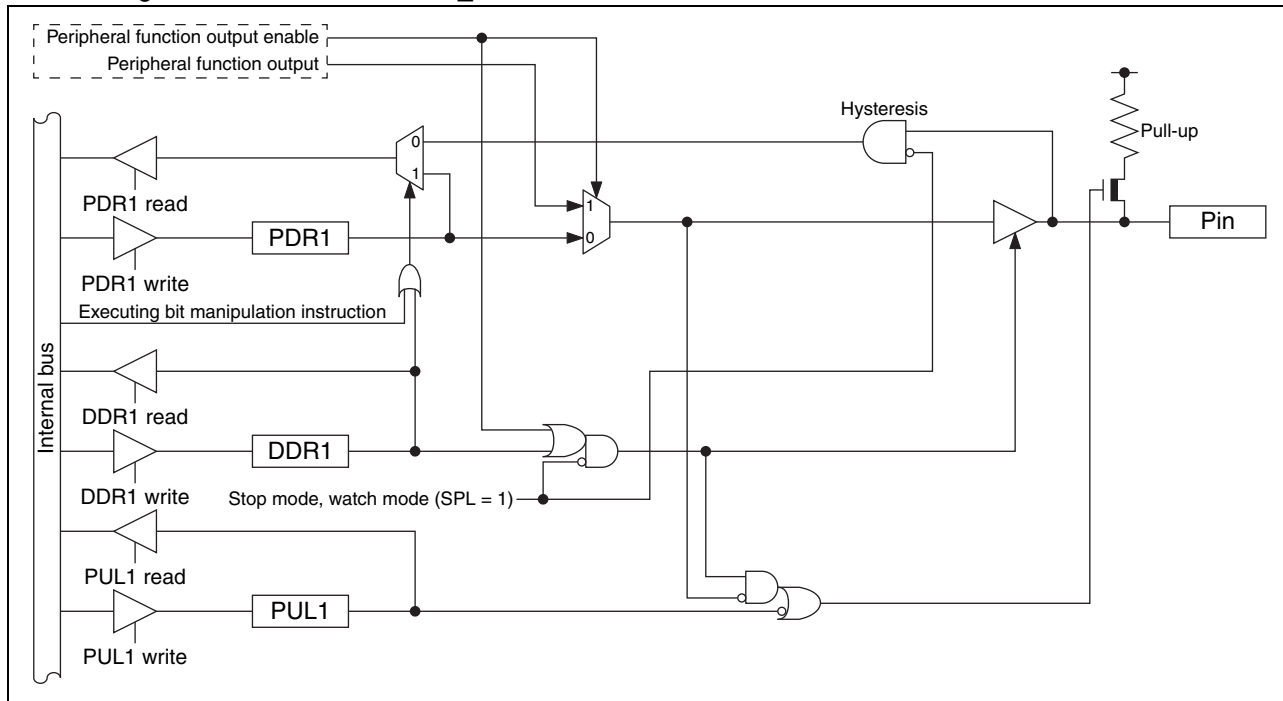 Peripheral function output enable
Peripheral function output
Hysteresis
Pull-up
0
1
PDR1 read
1
0
PDR1
Pin
PDR1 write
Executing bit manipulation instruction
Internal bus
DDR1 read
DDR1
DDR1 write
Stop mode, watch mode (SPL = 1)
PUL1 read
PUL1
PUL1 write